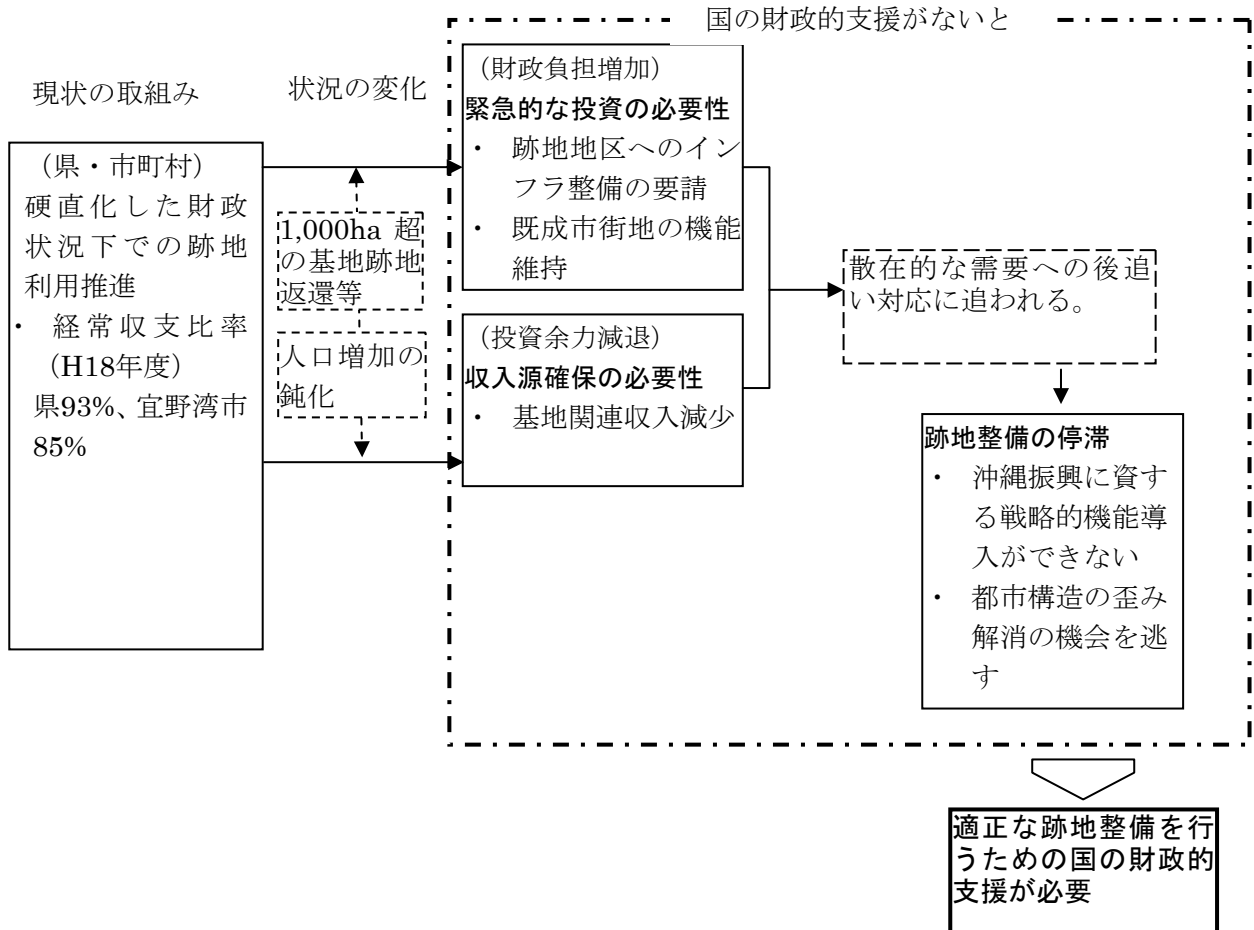 国の財政的支援がないと
現状の取組み
状況の変化
（県・市町村）
硬直化した財政
状況下での跡地
利用推進
・ 経常収支比率
（H18年度）
県93%、宜野湾市
85%
1,000ha 超
の基地跡地
返還等
人口増加の
鈍化
（財政負担増加）
緊急的な投資の必要性
・ 跡地地区へのイン
フラ整備の要請
・ 既成市街地の機能
維持
（投資余力減退）
収入源確保の必要性
・ 基地関連収入減少
散在的な需要への後追
い対応に追われる。
跡地整備の停滞
・ 沖縄振興に資す
る戦略的機能導
入ができない
・ 都市構造の歪み
解消の機会を逃
す
適正な跡地整備を行
うための国の財政的
支援が必要